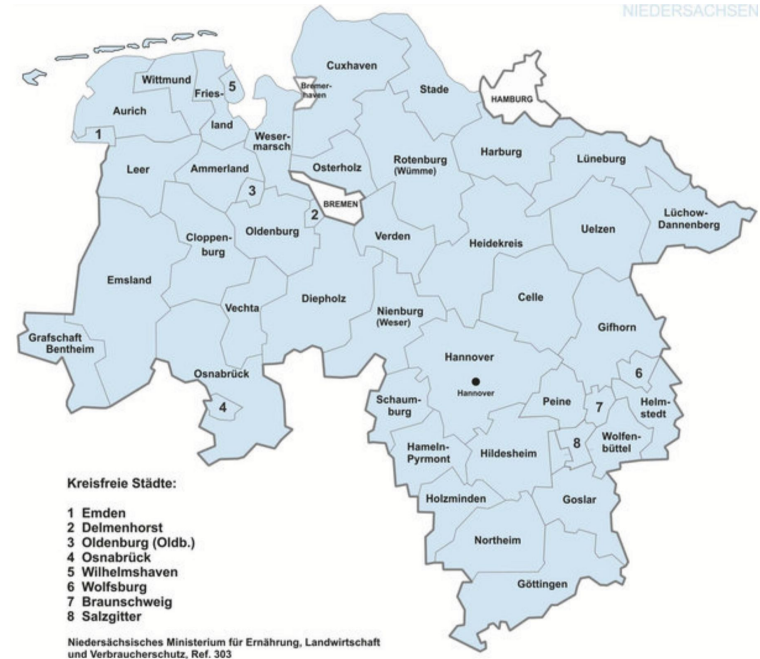 NIEDERSACHSEN
Cuxhaven
Wittmund
Fries-
land
5
Bremer-
haven
Stade
HAMBURG
Aurich
1
Weser-
marsch
Leer
Ammerland
Osterholz
Rotenburg
(Wümme)
Harburg
Lüneburg
3
2
BREMEN
Lüchow-
Dannenberg
Cloppen-
burg
Oldenburg
Verden
Heidekreis
Uelzen
Emsland
Vechta
Diepholz
Nienburg
(Weser)
Celle
Gifhorn
Grafschaft
Bentheim
Osnabrück
4
Hannover
Hannover
6
Schaum-
burg
Peine
7
Helm-
stedt
Hameln-
Pyrmont
Hildesheim
8
Wolfen-
büttel
Holzminden
Goslar
Northeim
Göttingen
Kreisfreie Städte:
1 Emden
2 Delmenhorst
3 Oldenburg (Oldb.)
4 Osnabrück
5 Wilhelmshaven
6 Wolfsburg
7 Braunschweig
8 Salzgitter
Niedersächsisches Ministerium für Ernährung, Landwirtschaft
und Verbraucherschutz, Ref. 303